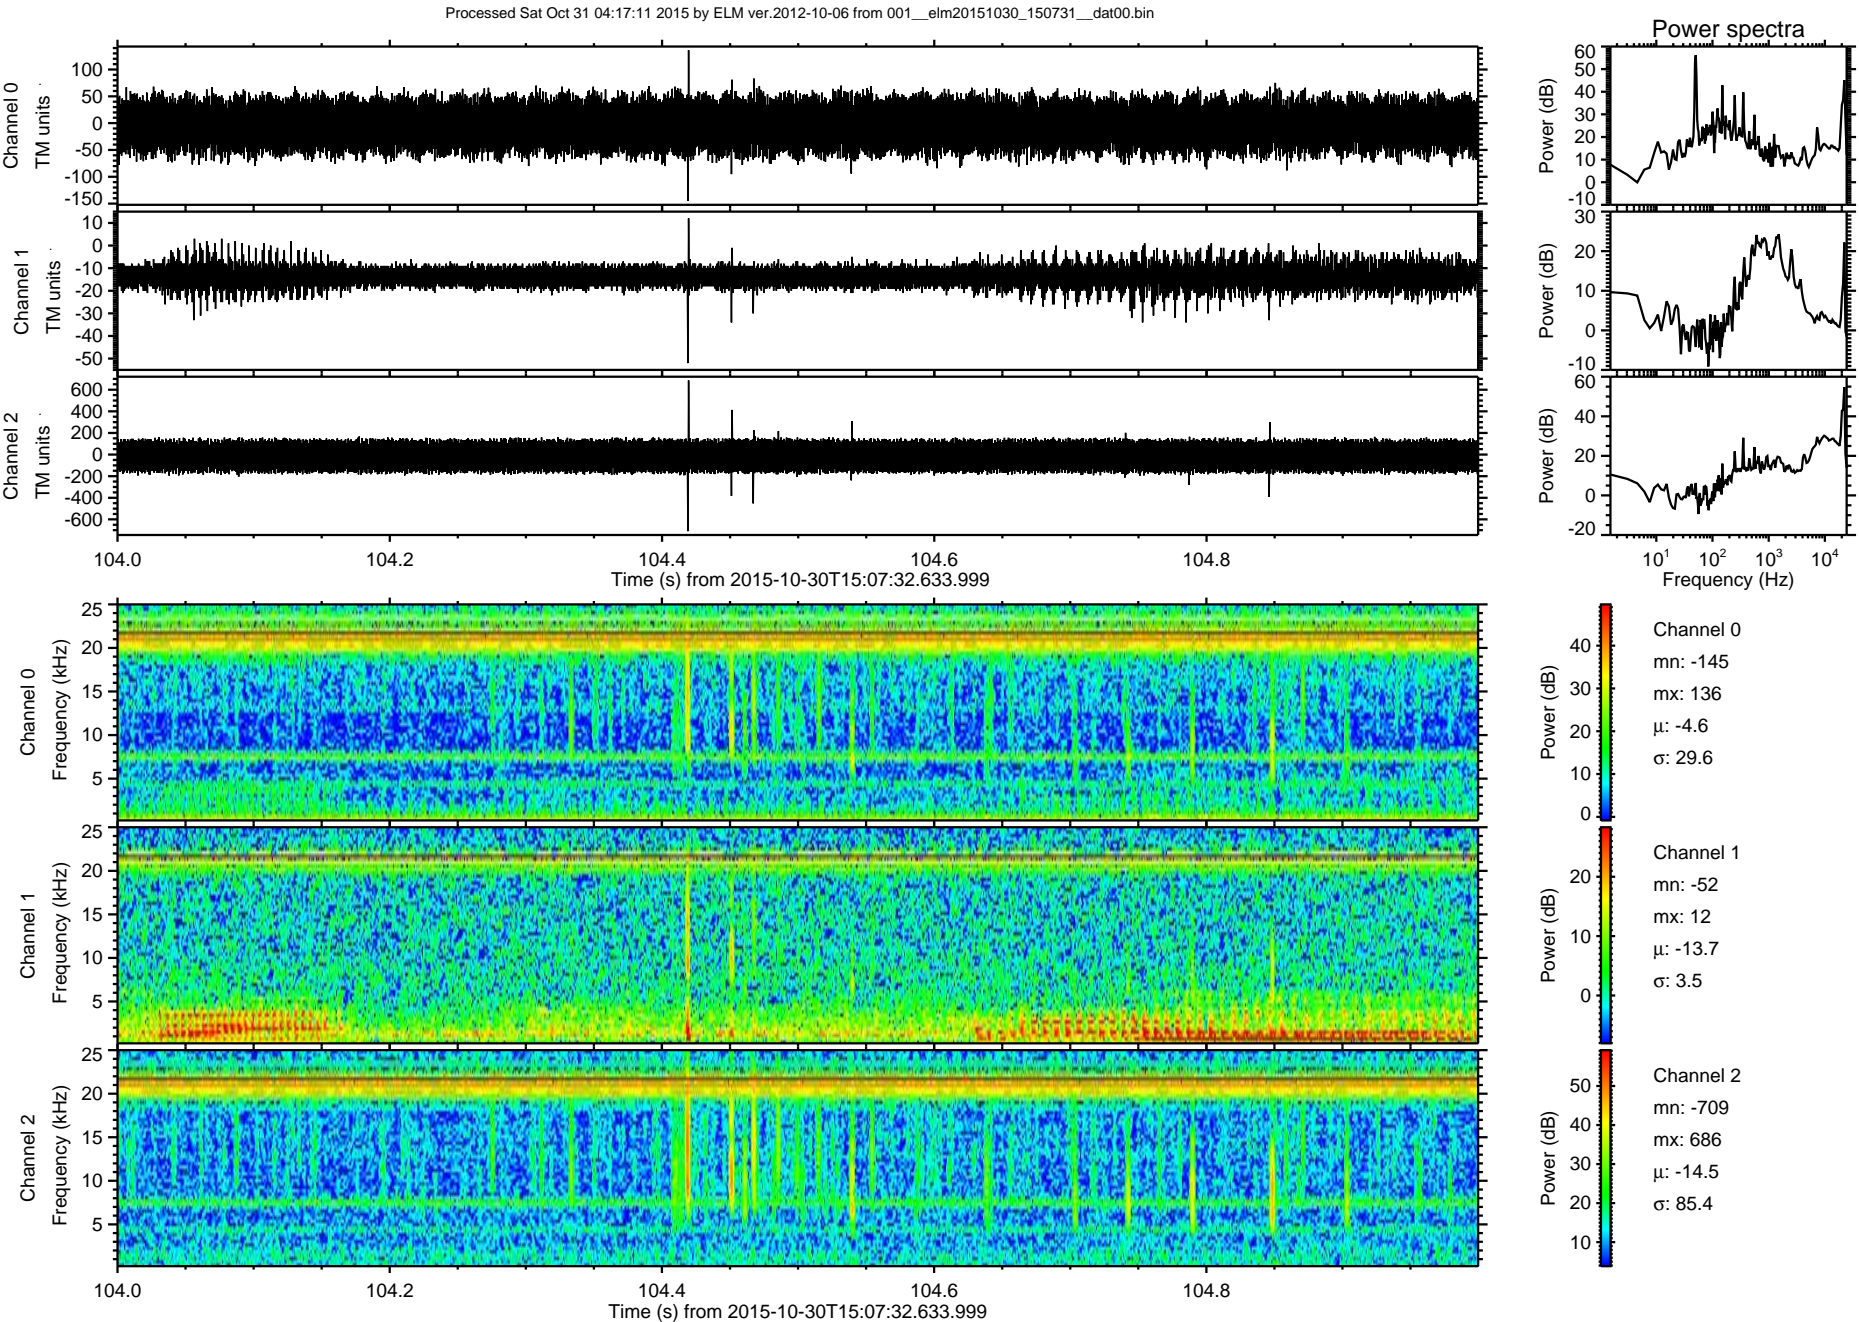 Processed Sat Oct 31 04:17:11 2015 by ELM ver.2012-10-06 from 001__elm20151030_150731__dat00.bin
Power spectra
Channel 0
TM units
100
50
0
-50
-100
-150
Power (dB)
60
50
40
30
20
10
0
-10
Channel 1
TM units
10
0
-10
-20
-30
-40
-50
Power (dB)
30
20
10
0
-10
Channel 2
TM units
600
400
200
0
-200
-400
-600
Power (dB)
60
40
20
0
-20
104.0 104.2 104.4 104.6 104.8
Time (s) from 2015-10-30T15:07:32.633.999
10^1 10^2 10^3 10^4
Frequency (Hz)
Channel 0
Frequency (kHz)
25
20
15
10
5
Power (dB)
40
30
20
10
0
Channel 0
mn: -145
mx: 136
μ: -4.6
σ: 29.6
Channel 1
Frequency (kHz)
25
20
15
10
5
Power (dB)
20
10
0
Channel 1
mn: -52
mx: 12
μ: -13.7
σ: 3.5
Channel 2
Frequency (kHz)
25
20
15
10
5
Power (dB)
50
40
30
20
10
Channel 2
mn: -709
mx: 686
μ: -14.5
σ: 85.4
104.0 104.2 104.4 104.6 104.8
Time (s) from 2015-10-30T15:07:32.633.999